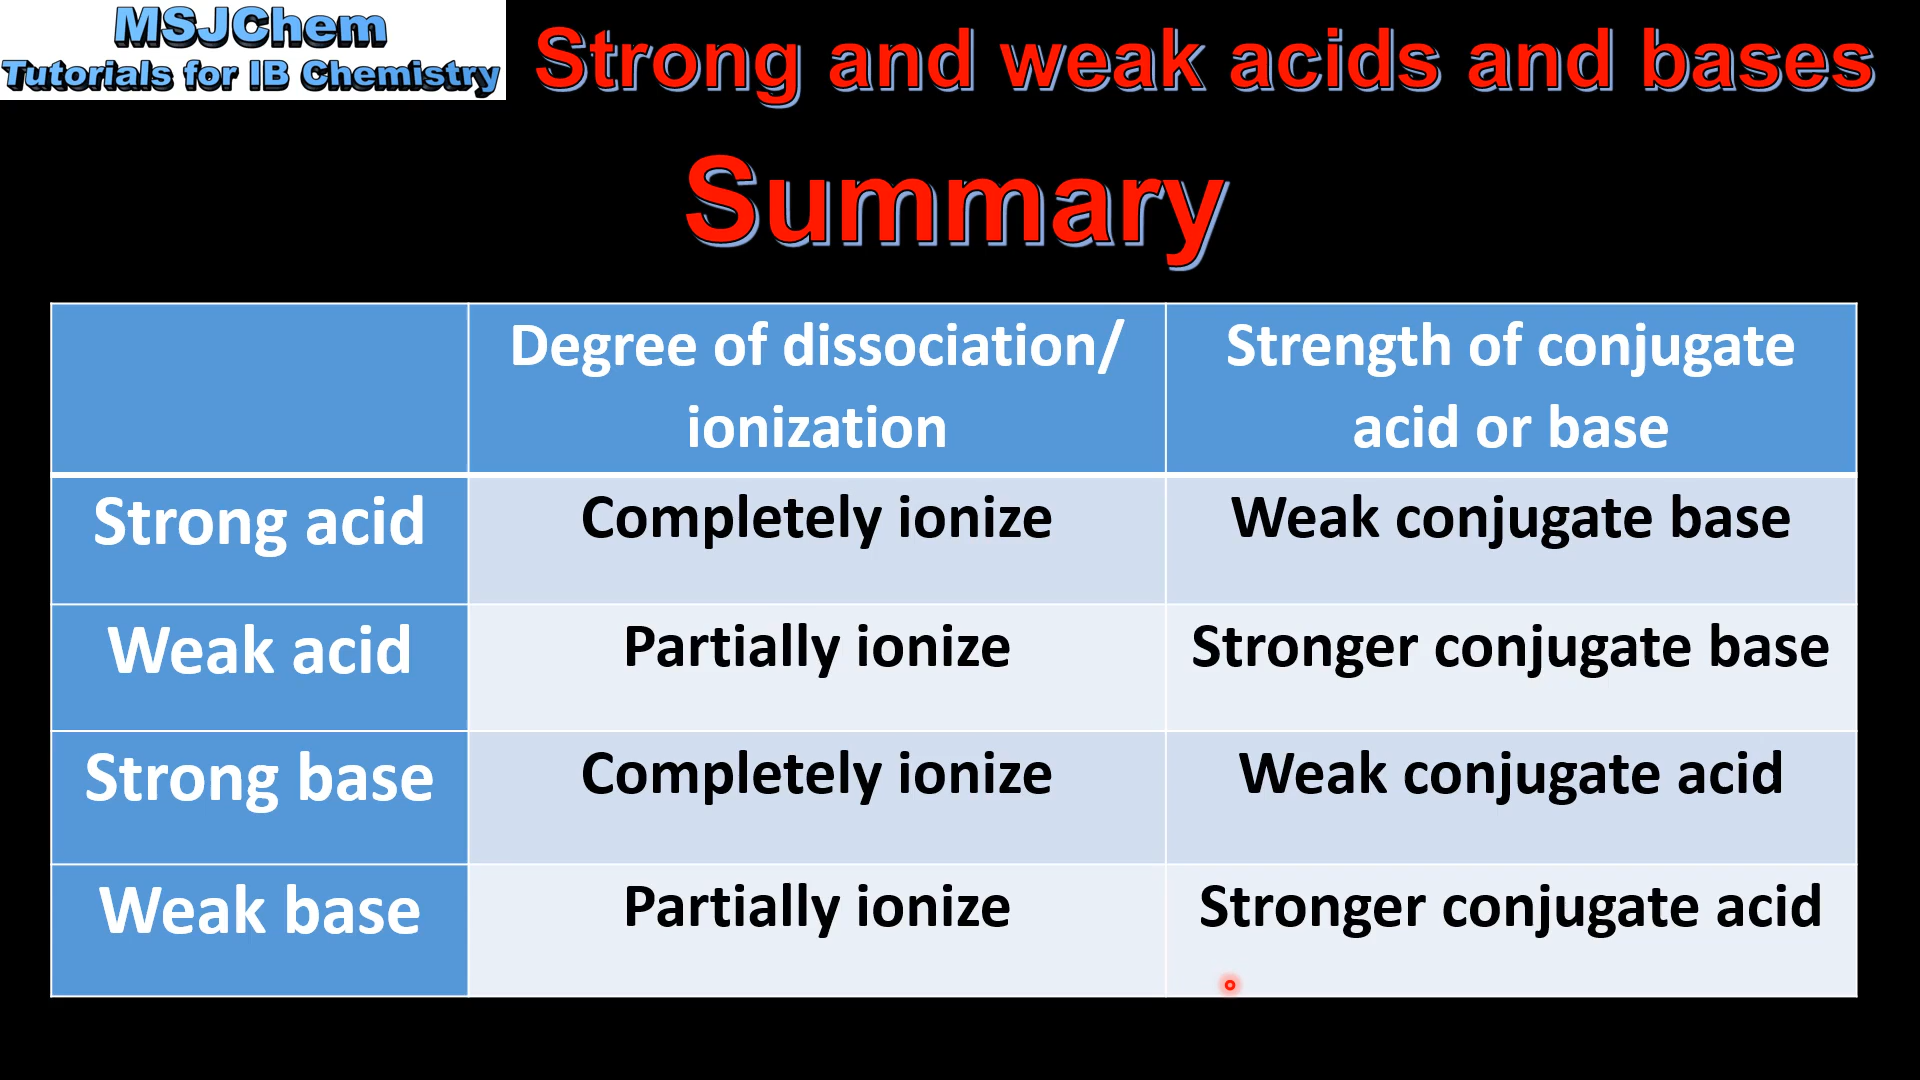 MSJChem
Tutorials for IB Chemistry
Strong and weak acids and bases
Summary
Degree of dissociation/
ionization
Strength of conjugate
acid or base
Strong acid
Completely ionize
Weak conjugate base
Weak acid
Partially ionize
Stronger conjugate base
Strong base
Completely ionize
Weak conjugate acid
Weak base
Partially ionize
Stronger conjugate acid